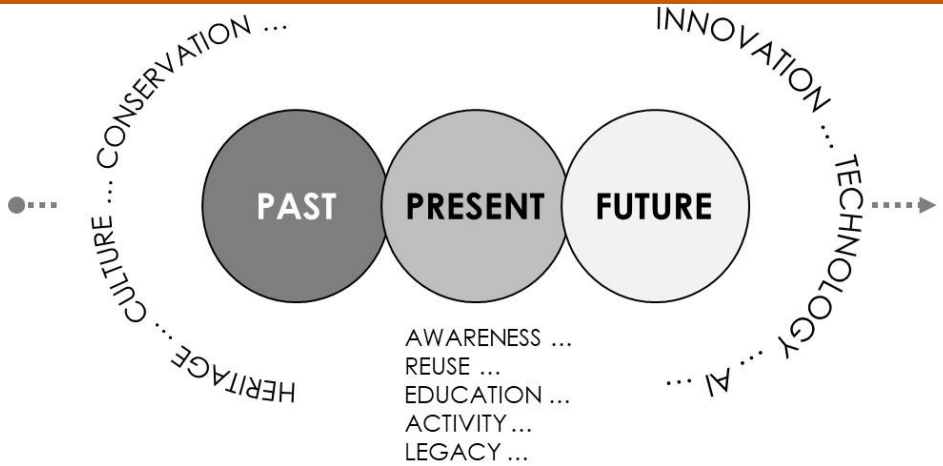 HERITAGE ... CULTURE ... CONSERVATION ...
INNOVATION ... TECHNOLOGY ... AI ...
PAST
PRESENT
FUTURE
AWARENESS ...
REUSE ...
EDUCATION ...
ACTIVITY ...
LEGACY ...